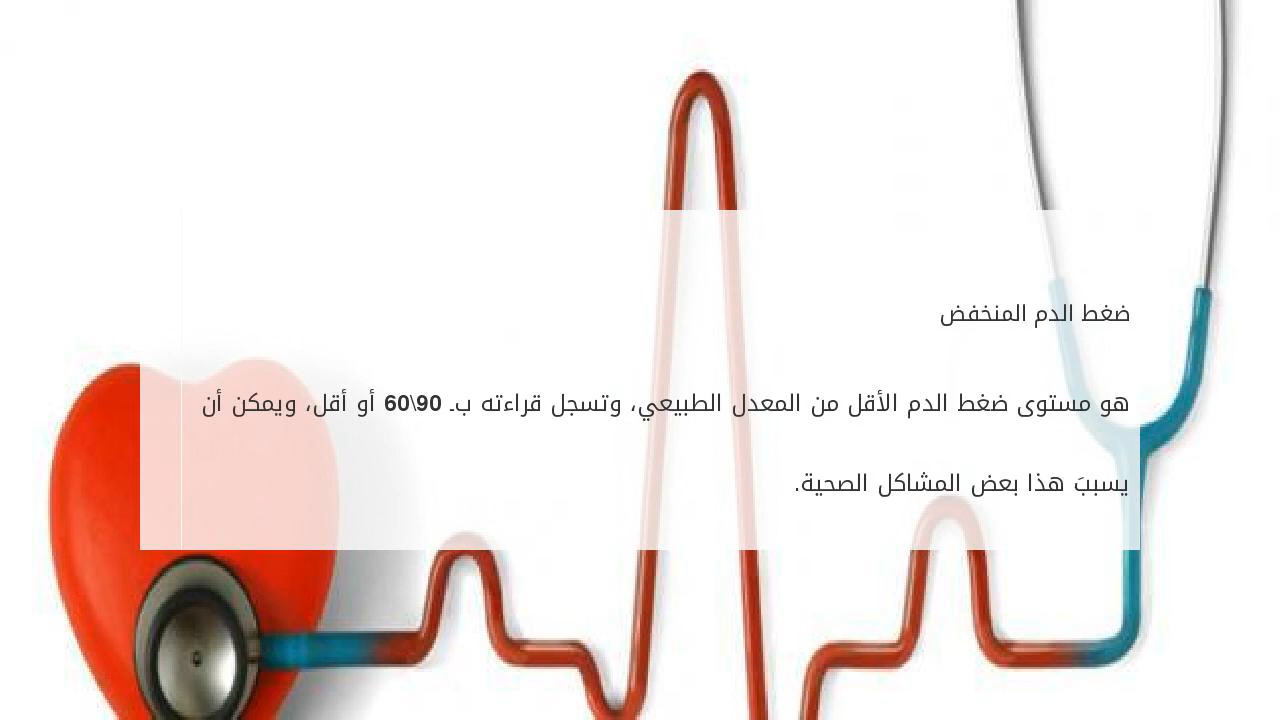 ضغط الدم المنخفض
هو مستوى ضغط الدم الأقل من المعدل الطبيعي، وتسجل قراءته بـ 90\60 أو أقل، ويمكن أن
يسببَ هذا بعض المشاكل الصحية.